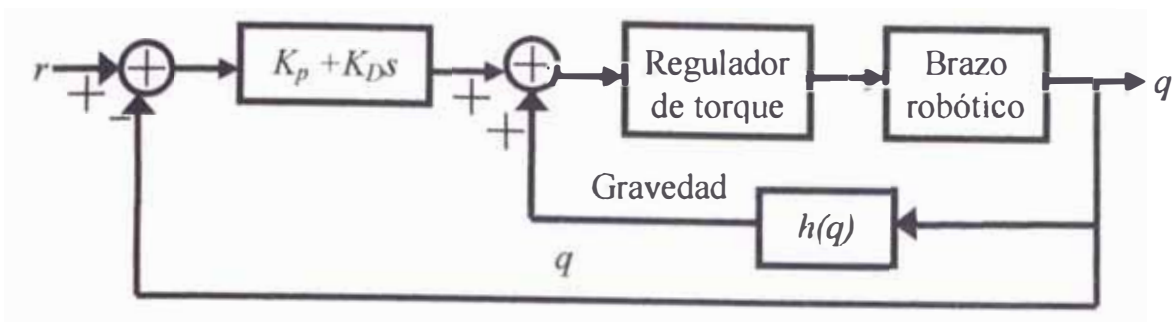 r
+
−
+
K_p + K_D s
+
+
+
Regulador
de torque
Brazo
robótico
q
Gravedad
h(q)
q